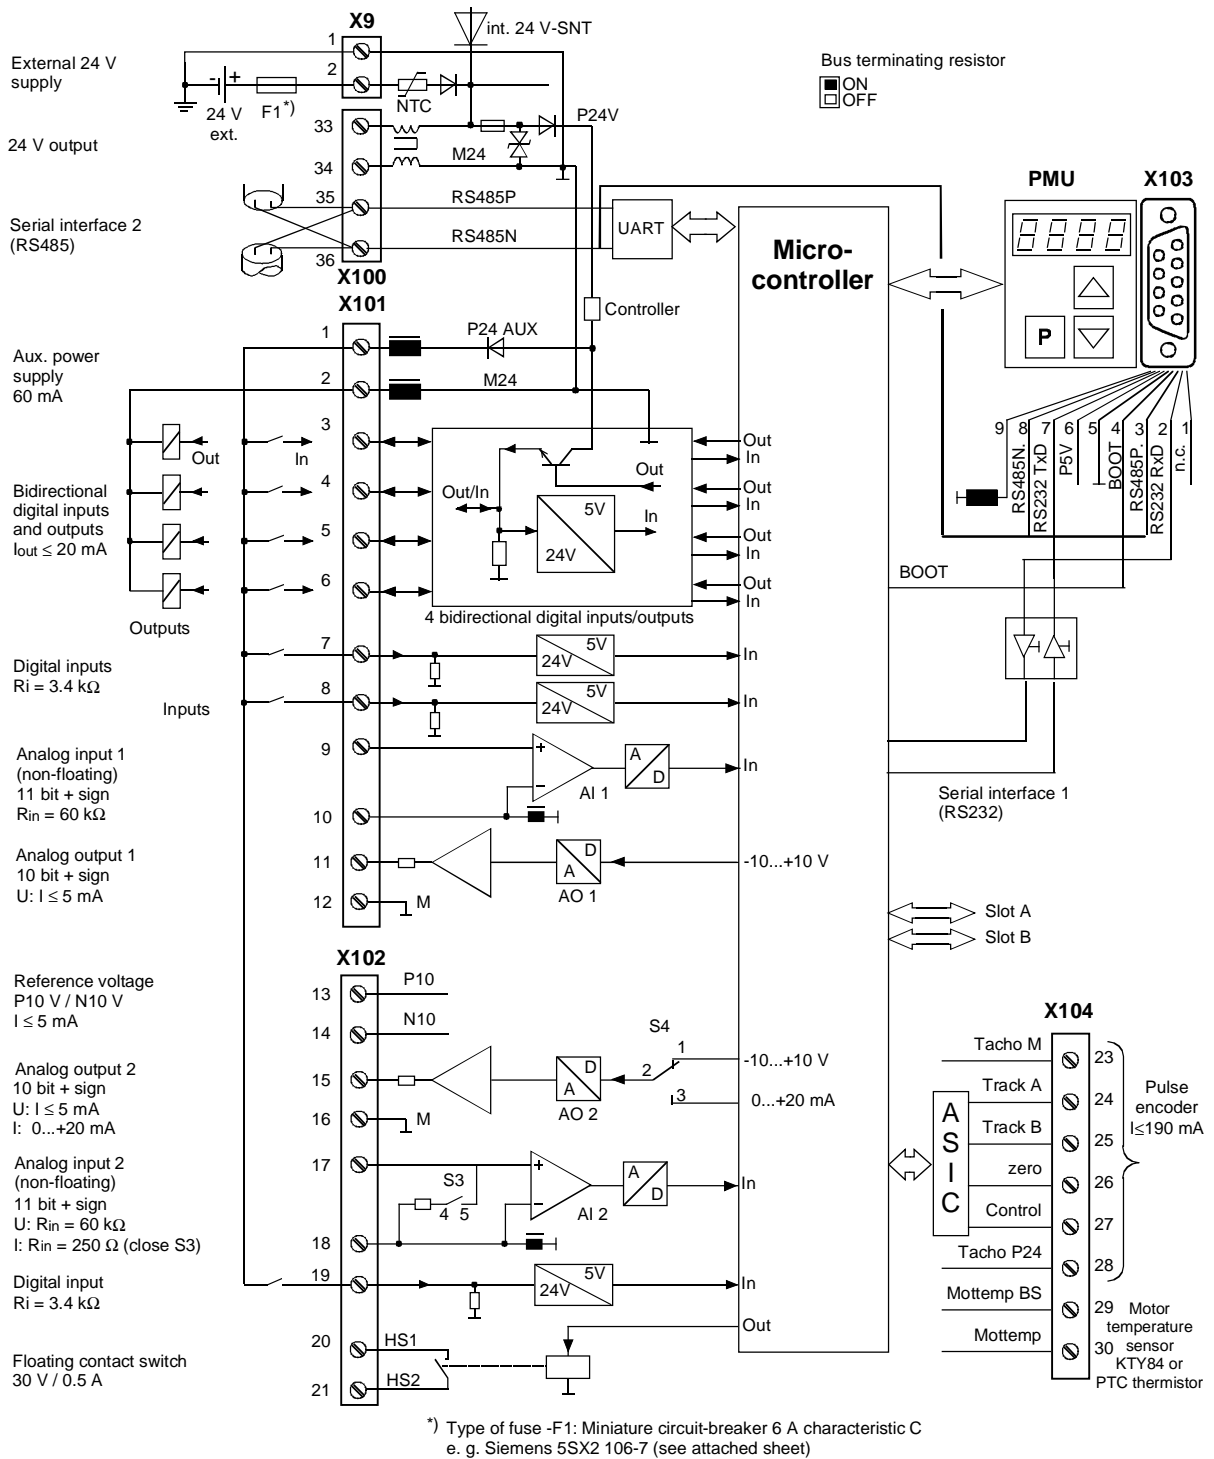 X9
int. 24 V-SNT
1
External 24 V
supply
2
- +
24 V
ext.
F1*)
NTC
Bus terminating resistor
ON
OFF
33
P24V
24 V output
34
M24
PMU
X103
35
RS485P
Serial interface 2
(RS485)
UART
36
RS485N
X100
Micro-
controller
8888
P
X101
Controller
1
P24 AUX
Aux. power
supply
60 mA
2
M24
9 8 7 6 5 4 3 2 1
RS485N.
RS232 TxD
P5V
BOOT
RS485P.
RS232 RxD
n.c.
3
Out
In
Out
In
4
Out/In
Out
In
5V
24V
Out
In
Bidirectional
digital inputs
and outputs
Iout ≤ 20 mA
5
Out
In
6
Out
In
BOOT
Outputs
4 bidirectional digital inputs/outputs
Digital inputs
Ri = 3.4 kΩ
7
5V
24V
In
Inputs
8
5V
24V
In
Analog input 1
(non-floating)
11 bit + sign
Rin = 60 kΩ
9
+
−
AI 1
A
D
In
10
Serial interface 1
(RS232)
Analog output 1
10 bit + sign
U: I ≤ 5 mA
11
D
A
AO 1
-10...+10 V
12
M
Slot A
Slot B
X102
Reference voltage
P10 V / N10 V
I ≤ 5 mA
13
P10
14
N10
Analog output 2
10 bit + sign
U: I ≤ 5 mA
I: 0...+20 mA
15
D
A
AO 2
S4
1
2
3
-10...+10 V
0...+20 mA
16
M
X104
Tacho M
23
Track A
24
Track B
25
zero
26
Control
27
Tacho P24
28
Mottemp BS
29
Mottemp
30
ASIC
Pulse
encoder
I≤190 mA
Motor
temperature
sensor
KTY84 or
PTC thermistor
Analog input 2
(non-floating)
11 bit + sign
U: Rin = 60 kΩ
I: Rin = 250 Ω (close S3)
17
S3
4 5
+
−
AI 2
A
D
In
18
Digital input
Ri = 3.4 kΩ
19
5V
24V
In
Out
Floating contact switch
30 V / 0.5 A
20
HS1
21
HS2
*) Type of fuse -F1: Miniature circuit-breaker 6 A characteristic C
e. g. Siemens 5SX2 106-7 (see attached sheet)